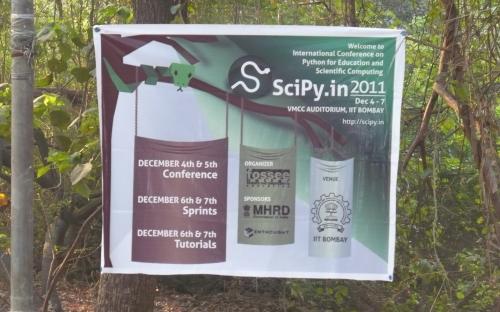 Welcome to
International Conference on
Python for Education and
Scientific Computing
SciPy.in 2011
Dec 4 - 7
VMCC AUDITORIUM, IIT BOMBAY
http://scipy.in
DECEMBER 4th & 5th
Conference
DECEMBER 6th & 7th
Sprints
DECEMBER 6th & 7th
Tutorials
ORGANIZER
fossee
SPONSORS
MHRD
ENTHOUGHT
VENUE
IIT BOMBAY